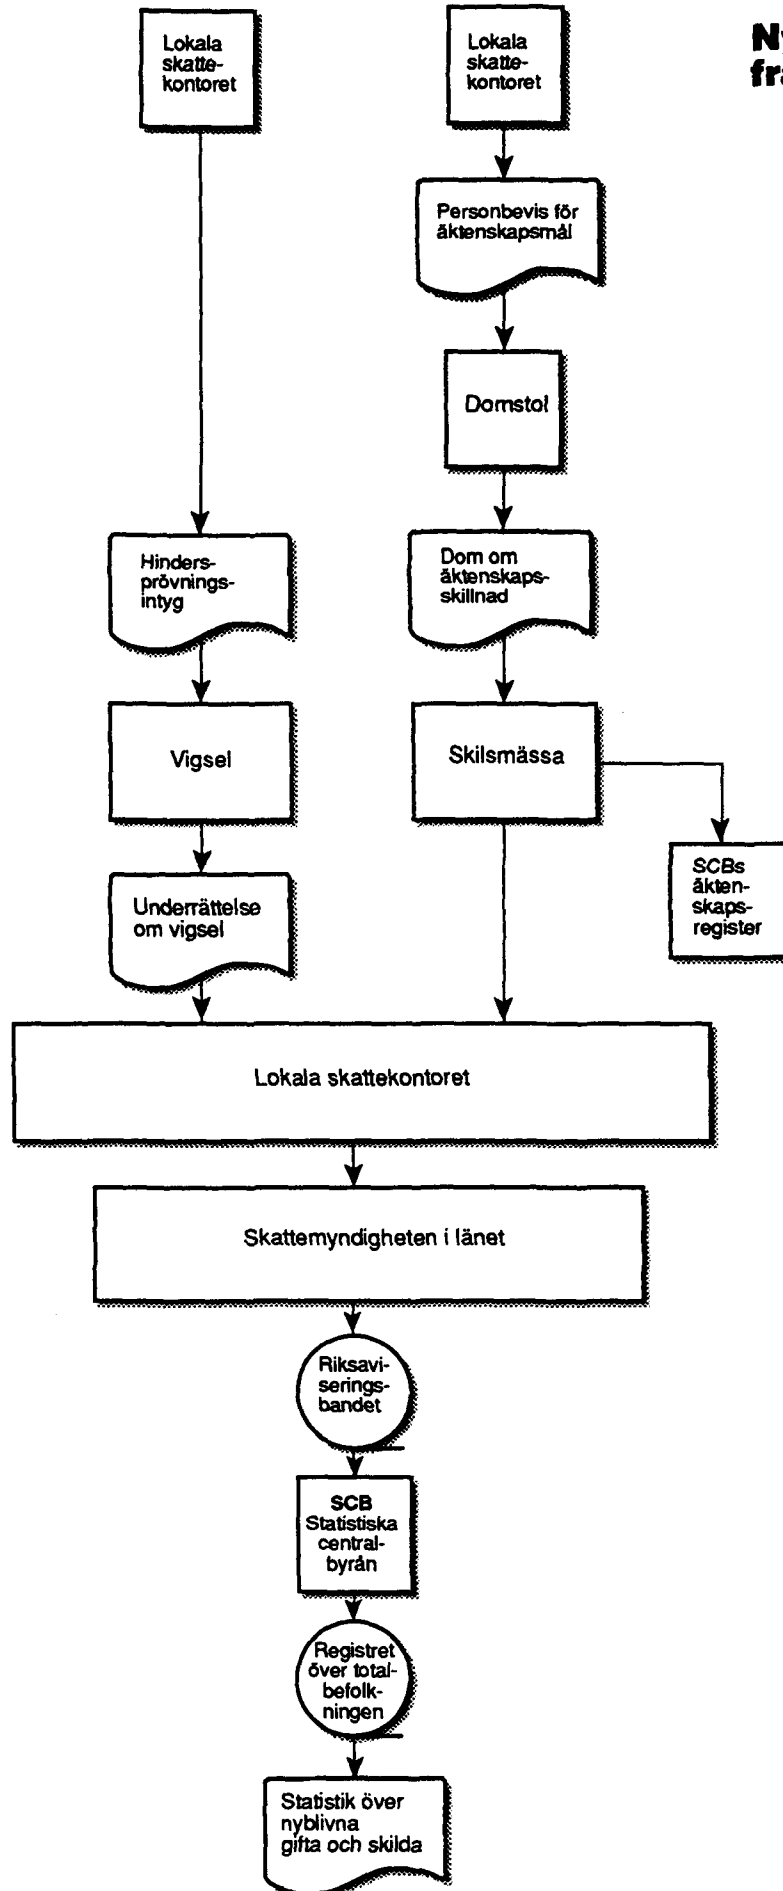 Lokala
skatte-
kontoret
Lokala
skatte-
kontoret
Personbevis för
äktenskapsmål
Domstol
Hinders-
prövnings-
intyg
Dom om
äktenskaps-
skillnad
Vigsel
Skilsmässa
SCBs
äkten-
skaps-
register
Underrättelse
om vigsel
Lokala skattekontoret
Skattemyndigheten i länet
Riksavi-
serings-
bandet
SCB
Statistiska
central-
byrån
Registret
över total-
befolk-
ningen
Statistik över
nyblivna
gifta och skilda